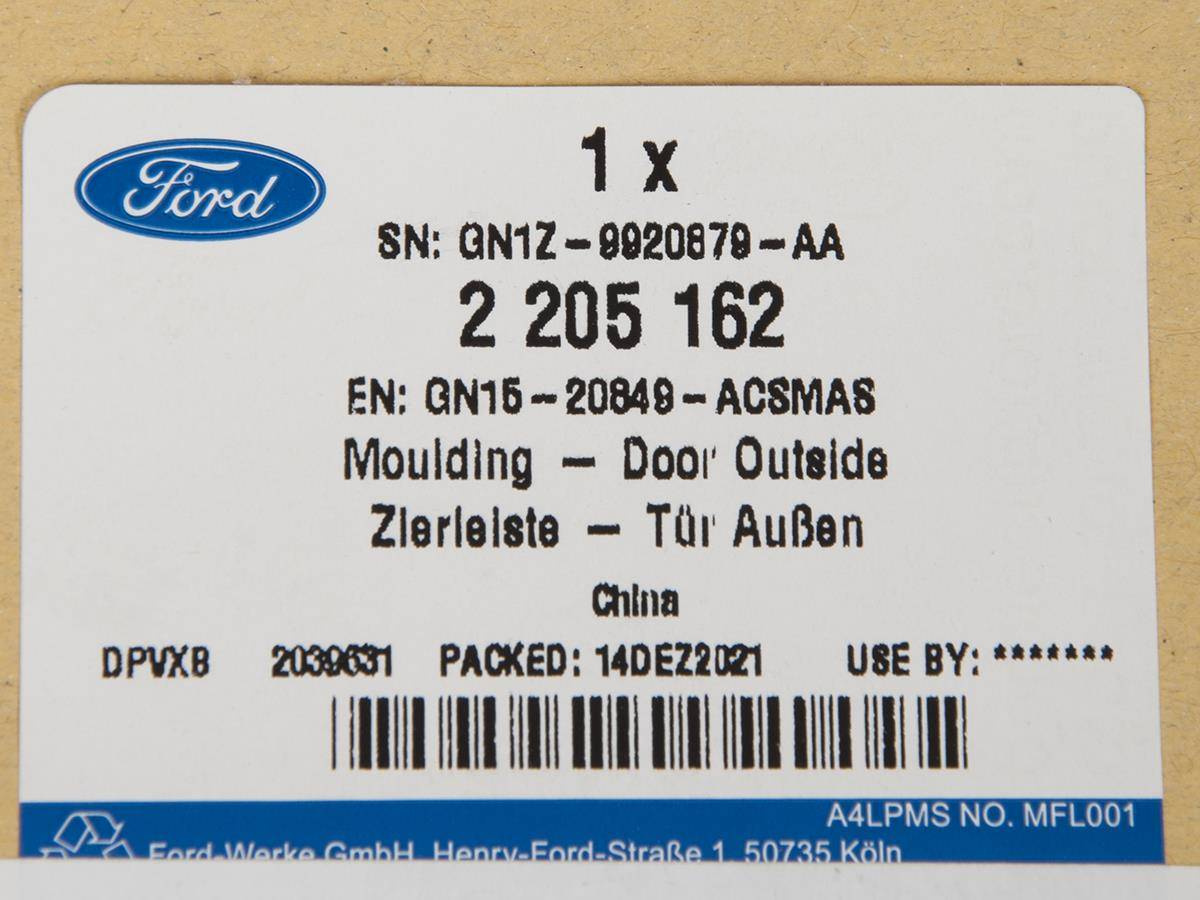 Ford
1 x
SN: GN1Z-9920879-AA
2 205 162
EN: GN15-20849-ACSMAS
Moulding - Door Outside
Zierleiste - Tür Außen
China
DPVXB 2039631 PACKED: 14DEZ2021 USE BY: *******
A4LPMS NO. MFL001
Ford-Werke GmbH, Henry-Ford-Straße 1, 50735 Köln